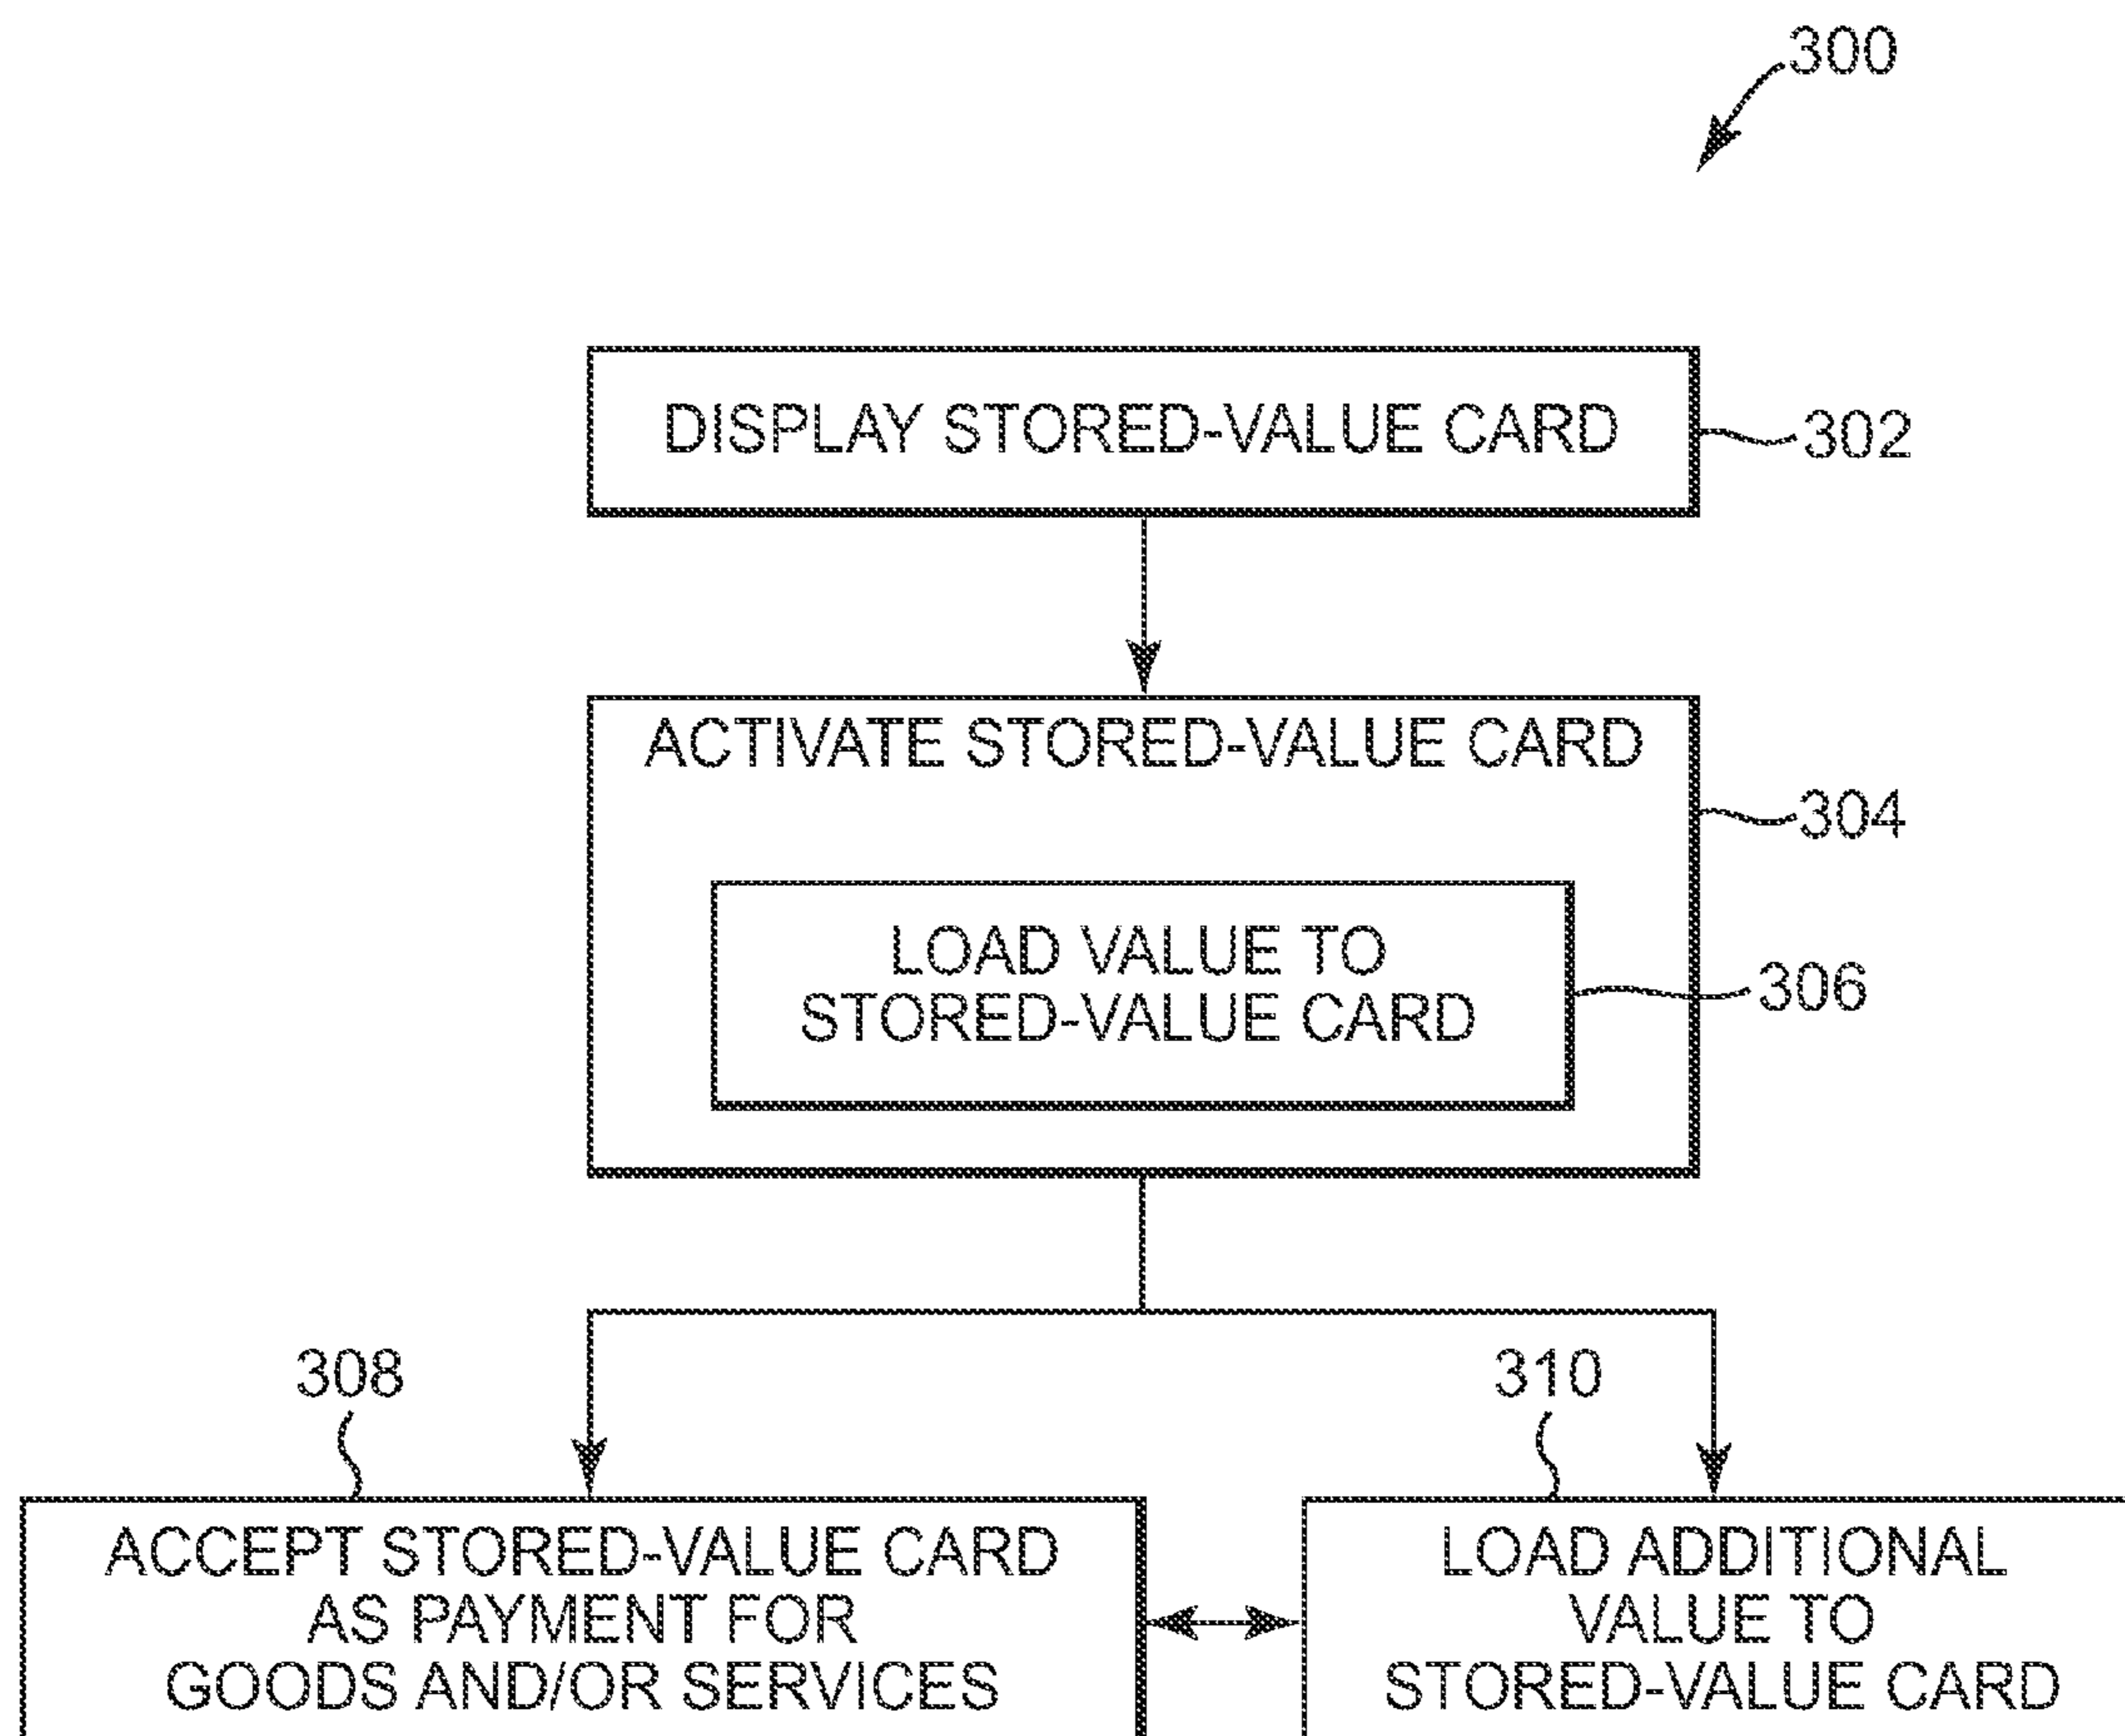 300
DISPLAY STORED-VALUE CARD
302
ACTIVATE STORED-VALUE CARD
304
LOAD VALUE TO
STORED-VALUE CARD
306
308
310
ACCEPT STORED-VALUE CARD
AS PAYMENT FOR
GOODS AND/OR SERVICES
LOAD ADDITIONAL
VALUE TO
STORED-VALUE CARD